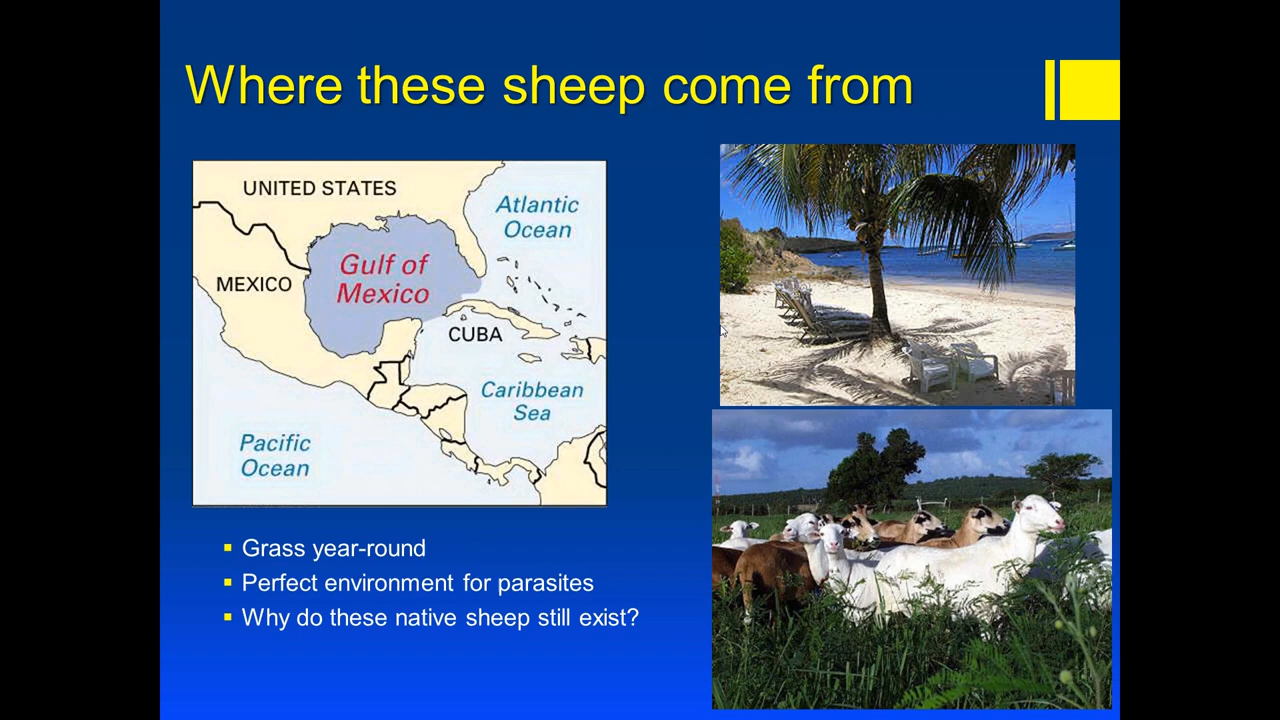 Where these sheep come from
UNITED STATES
Atlantic
Ocean
Gulf of
Mexico
MEXICO
CUBA
Caribbean
Sea
Pacific
Ocean
Grass year-round
Perfect environment for parasites
Why do these native sheep still exist?